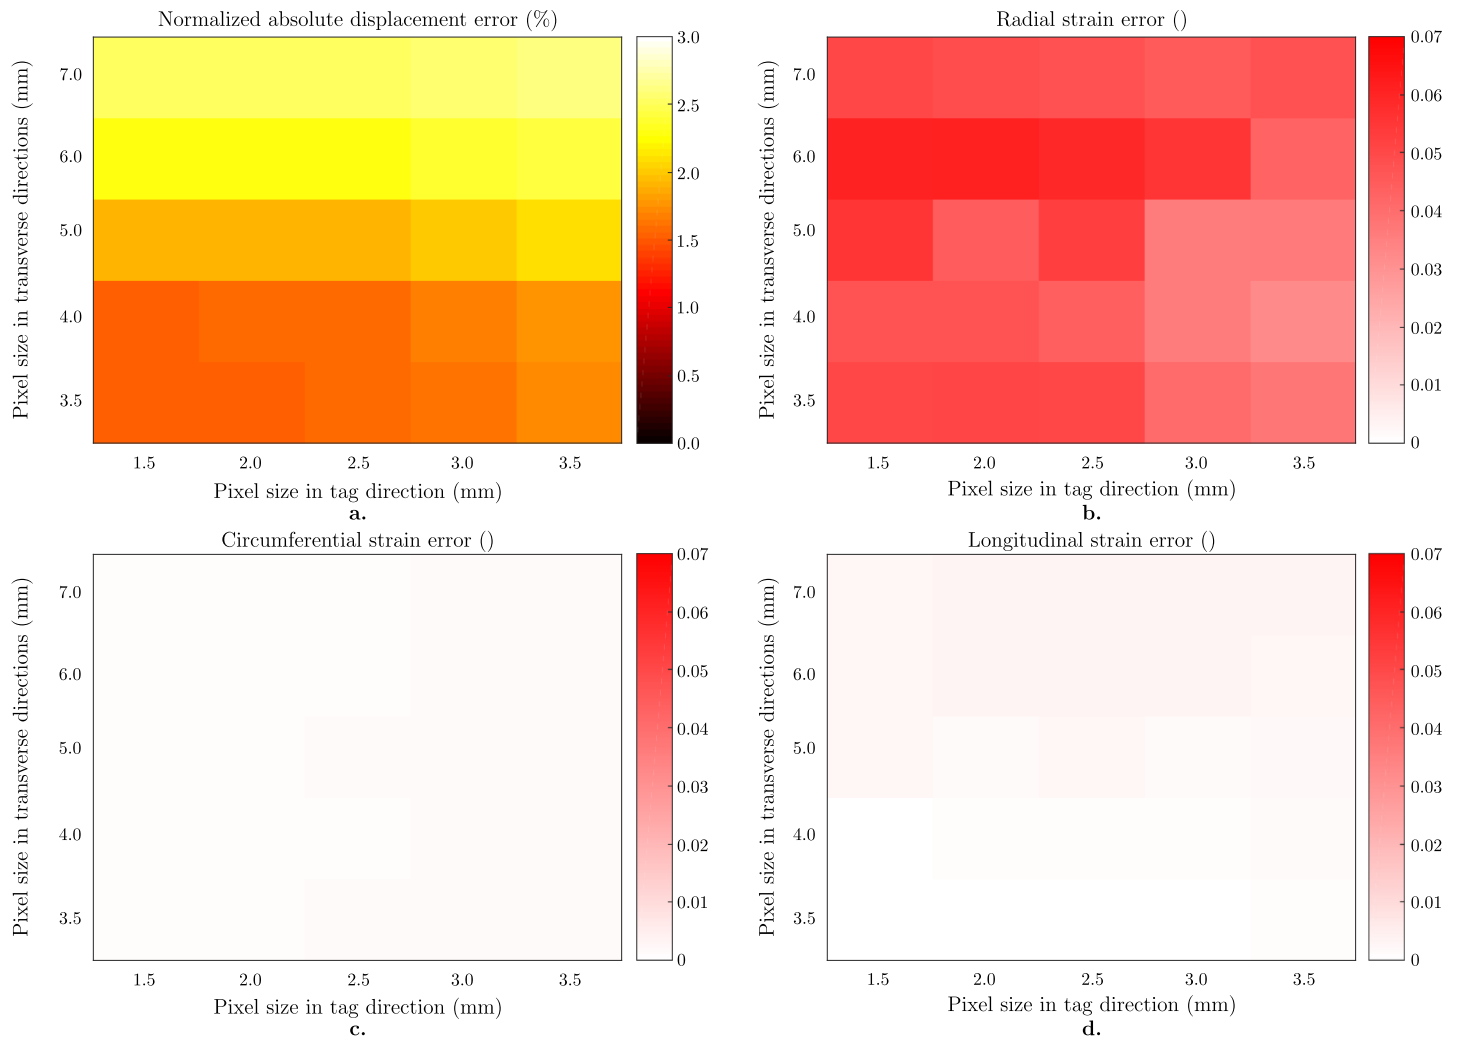 Normalized absolute displacement error (%)
Pixel size in transverse directions (mm)
7.0
6.0
5.0
4.0
3.5
1.5 2.0 2.5 3.0 3.5
Pixel size in tag direction (mm)
a.
3.0
2.5
2.0
1.5
1.0
0.5
0.0
Radial strain error ()
Pixel size in transverse directions (mm)
7.0
6.0
5.0
4.0
3.5
1.5 2.0 2.5 3.0 3.5
Pixel size in tag direction (mm)
b.
0.07
0.06
0.05
0.04
0.03
0.02
0.01
0
Circumferential strain error ()
Pixel size in transverse directions (mm)
7.0
6.0
5.0
4.0
3.5
1.5 2.0 2.5 3.0 3.5
Pixel size in tag direction (mm)
c.
0.07
0.06
0.05
0.04
0.03
0.02
0.01
0
Longitudinal strain error ()
Pixel size in transverse directions (mm)
7.0
6.0
5.0
4.0
3.5
1.5 2.0 2.5 3.0 3.5
Pixel size in tag direction (mm)
d.
0.07
0.06
0.05
0.04
0.03
0.02
0.01
0